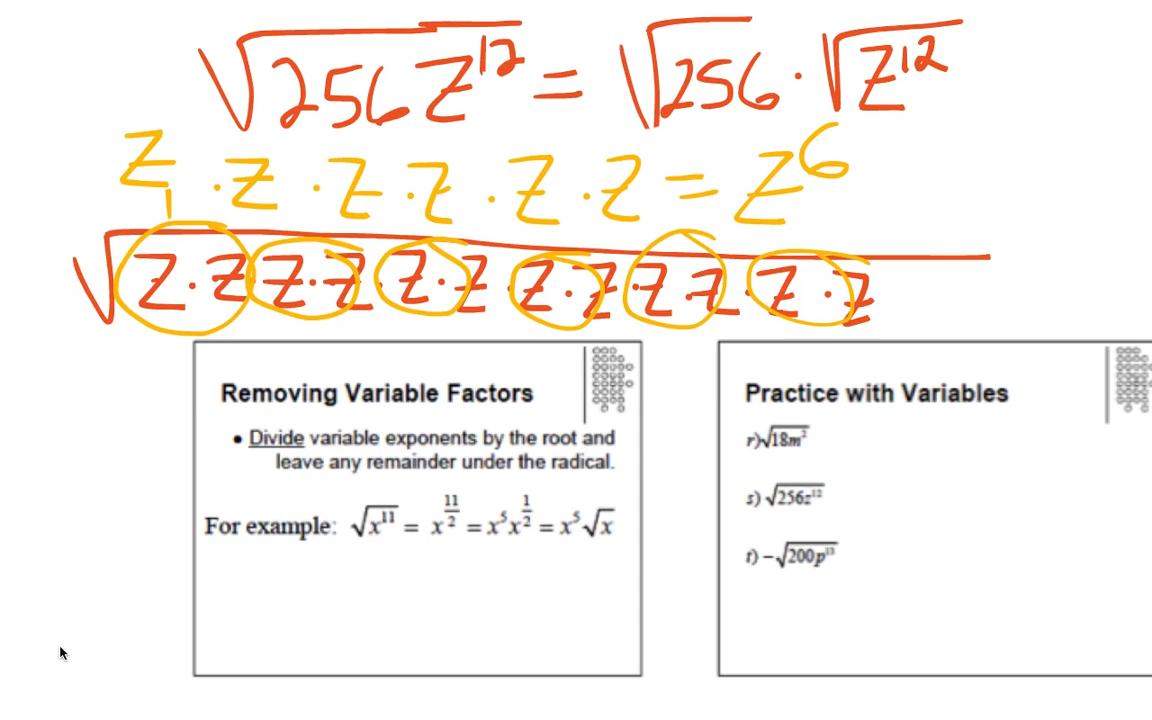 √256z¹² = √256 · √z¹²
z · z · z · z · z · z = z⁶
1
√z·z z·z·z·z·z·z·z·z·z·z
Removing Variable Factors
• Divide variable exponents by the root and
leave any remainder under the radical.
For example: √x¹¹ = x^(11/2) = x⁵x^(1/2) = x⁵√x
Practice with Variables
r) √18m²
s) √256z¹²
t) −√200p¹³